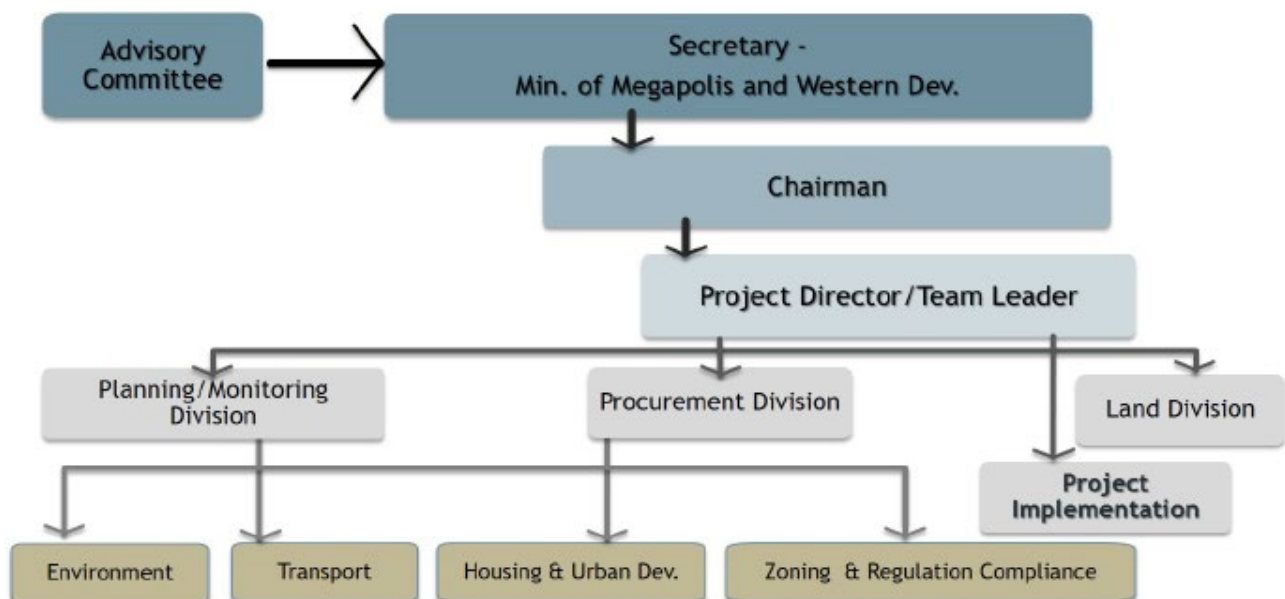 Advisory
Committee
Secretary -
Min. of Megapolis and Western Dev.
Chairman
Project Director/Team Leader
Planning/Monitoring
Division
Procurement Division
Land Division
Project
Implementation
Environment
Transport
Housing & Urban Dev.
Zoning & Regulation Compliance